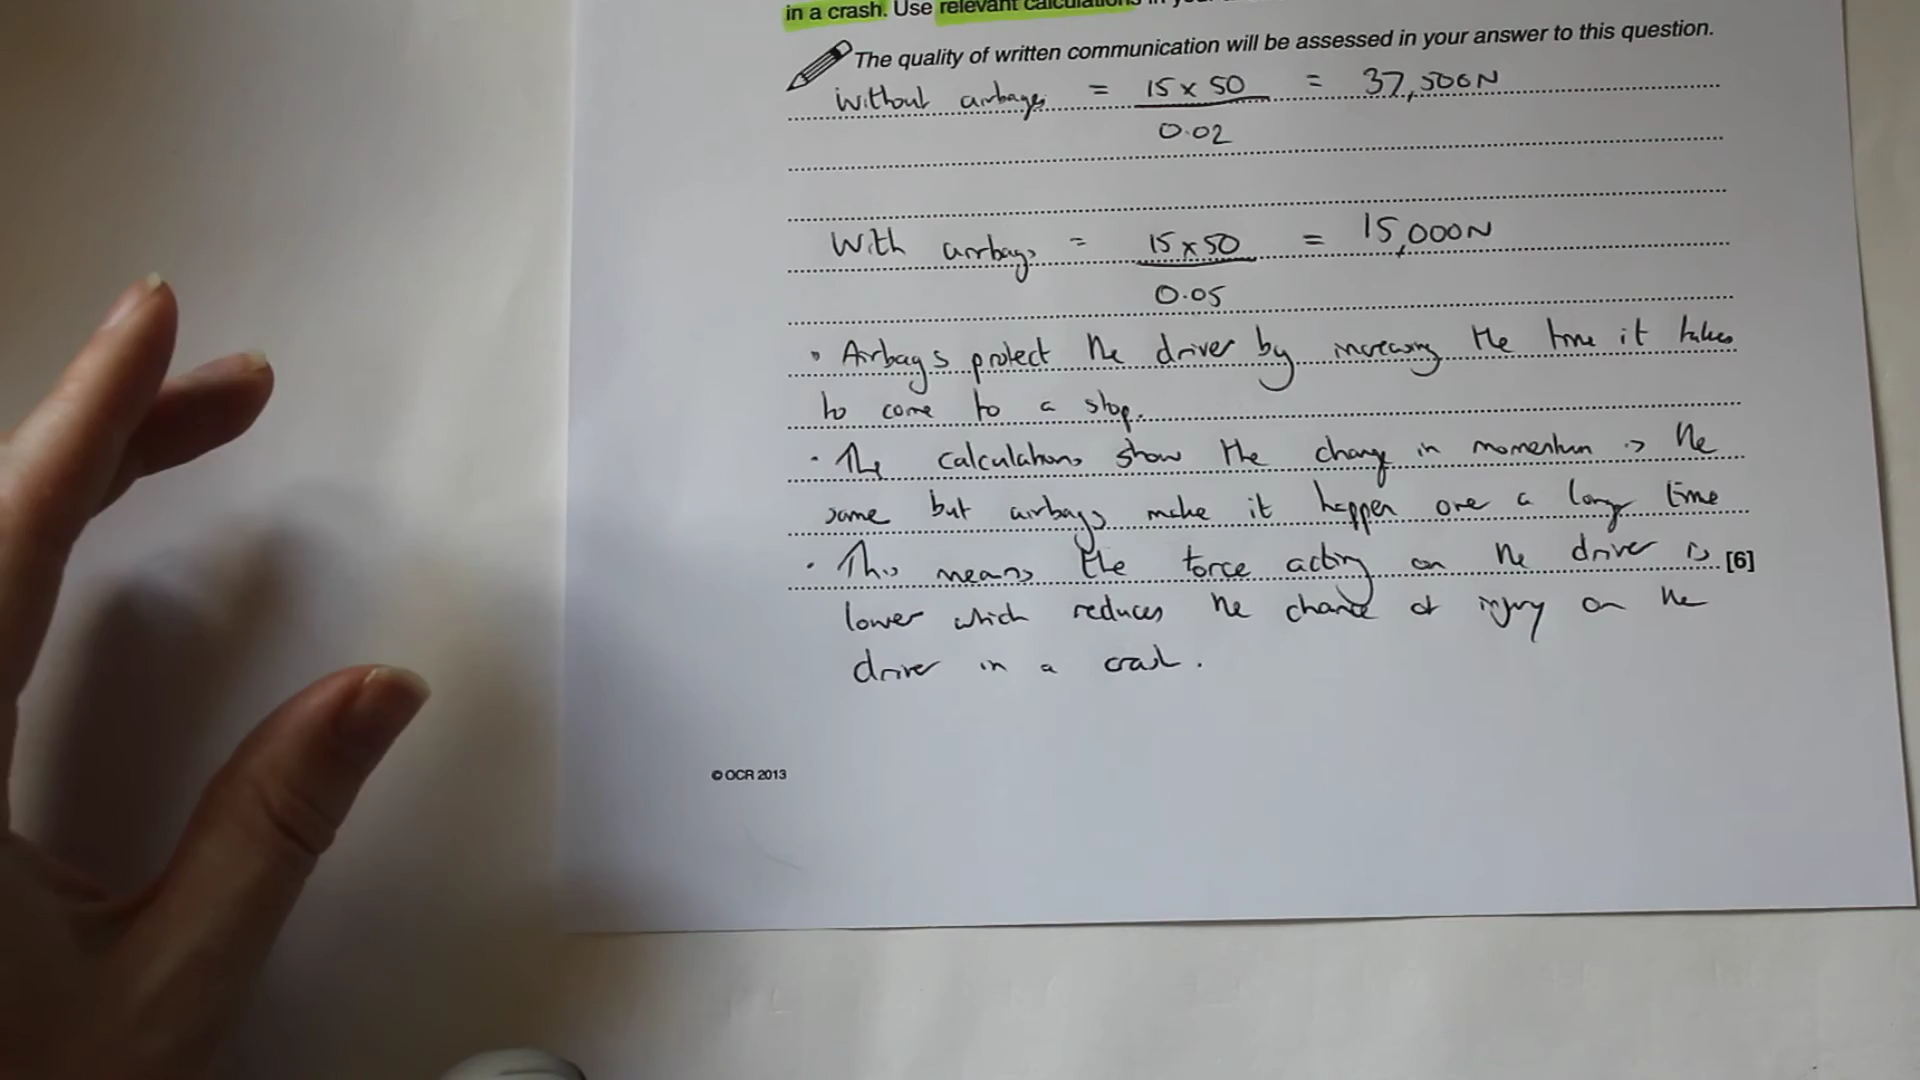 in a crash. Use relevant calculations in
The quality of written communication will be assessed in your answer to this question.
Without airbags = 15 x 50 = 37,500N
0.02
With airbags = 15 x 50 = 15,000N
0.05
• Airbags protect the driver by increasing the time it takes
to come to a stop.
• The calculations show the change in momentum is the
same but airbags make it happen over a longer time
• This means the force acting on the driver is [6]
lower which reduces the chance of injury on the
driver in a crash.
© OCR 2013